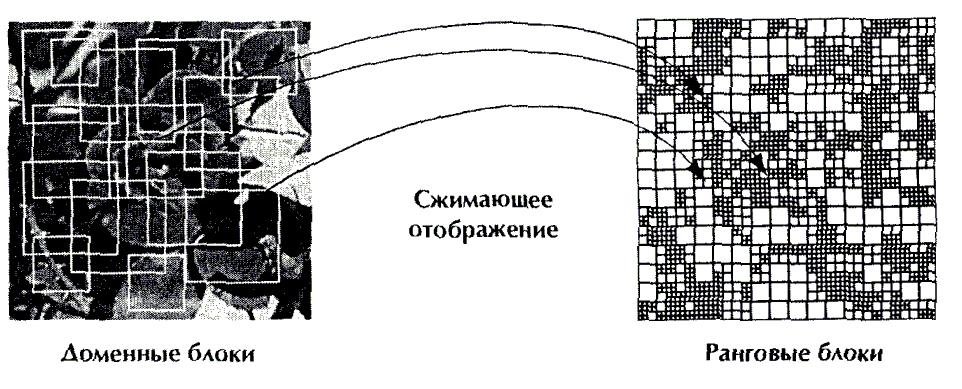 Сжимающее
отображение
Доменные блоки
Ранговые блоки